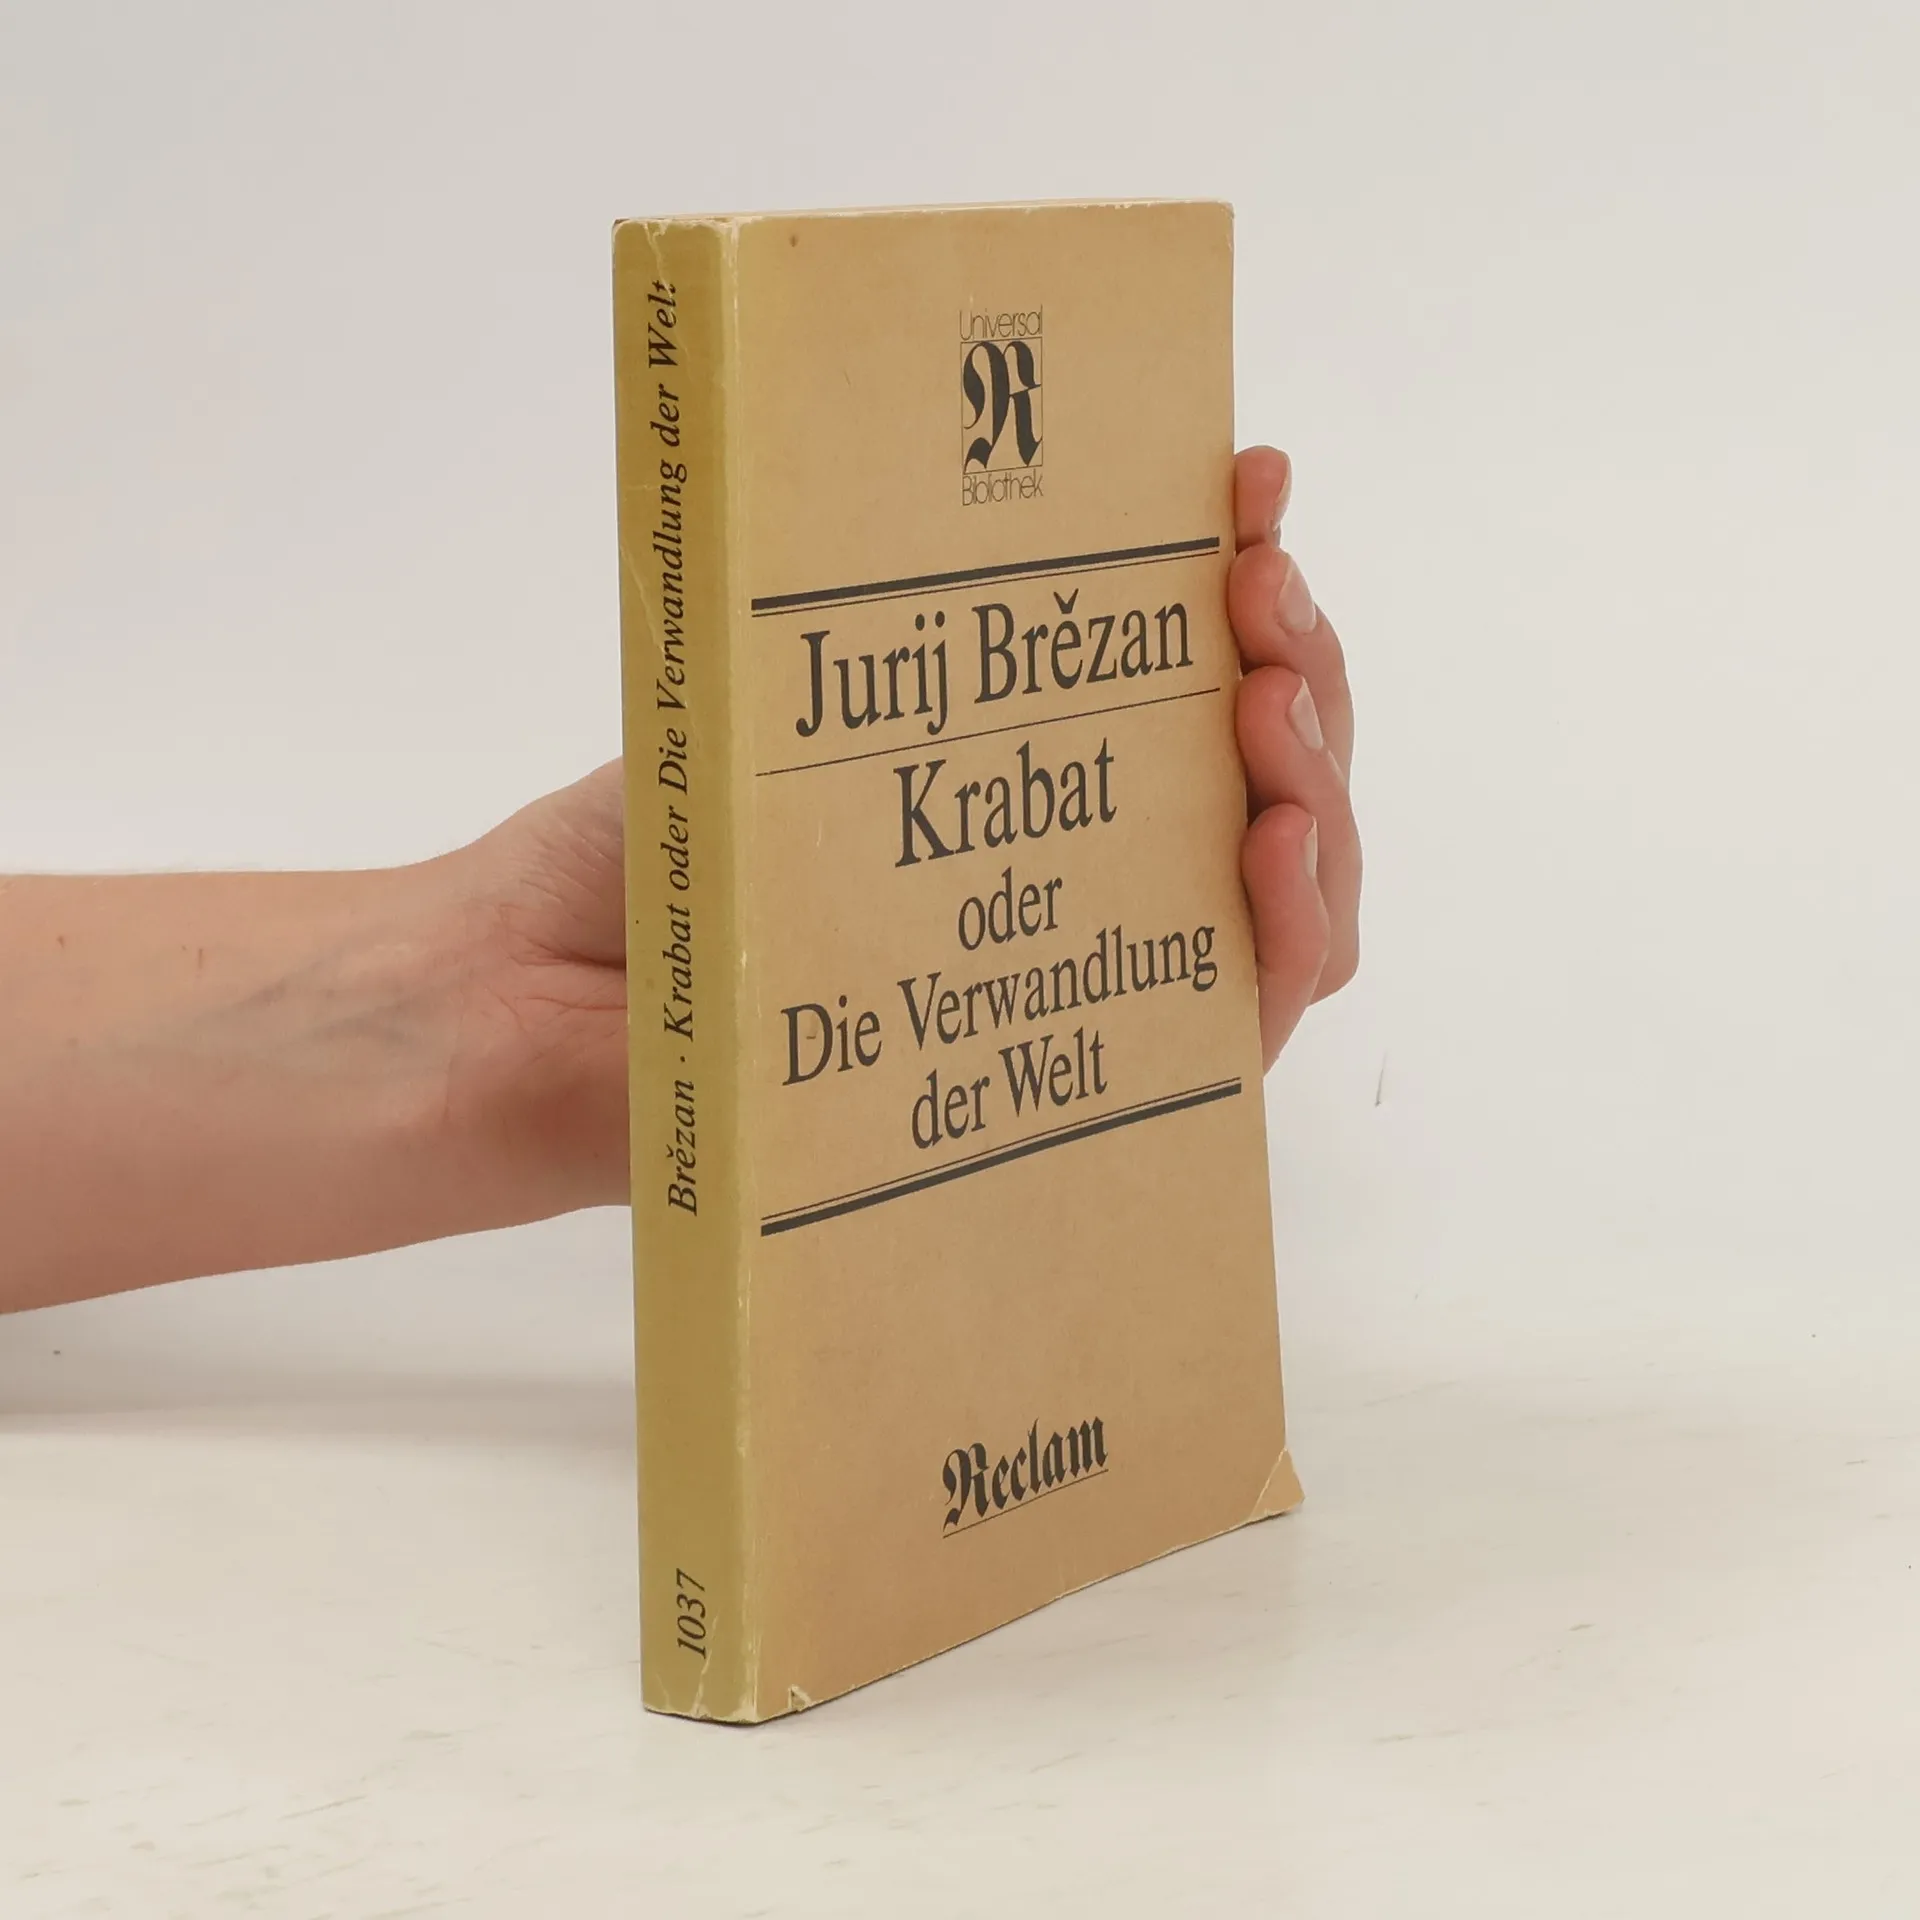 Brězan · Krabat oder Die Verwandlung der Welt
1037
Universal
R
Bibliothek
Jurij Brězan
Krabat
oder
Die Verwandlung
der Welt
Reclam